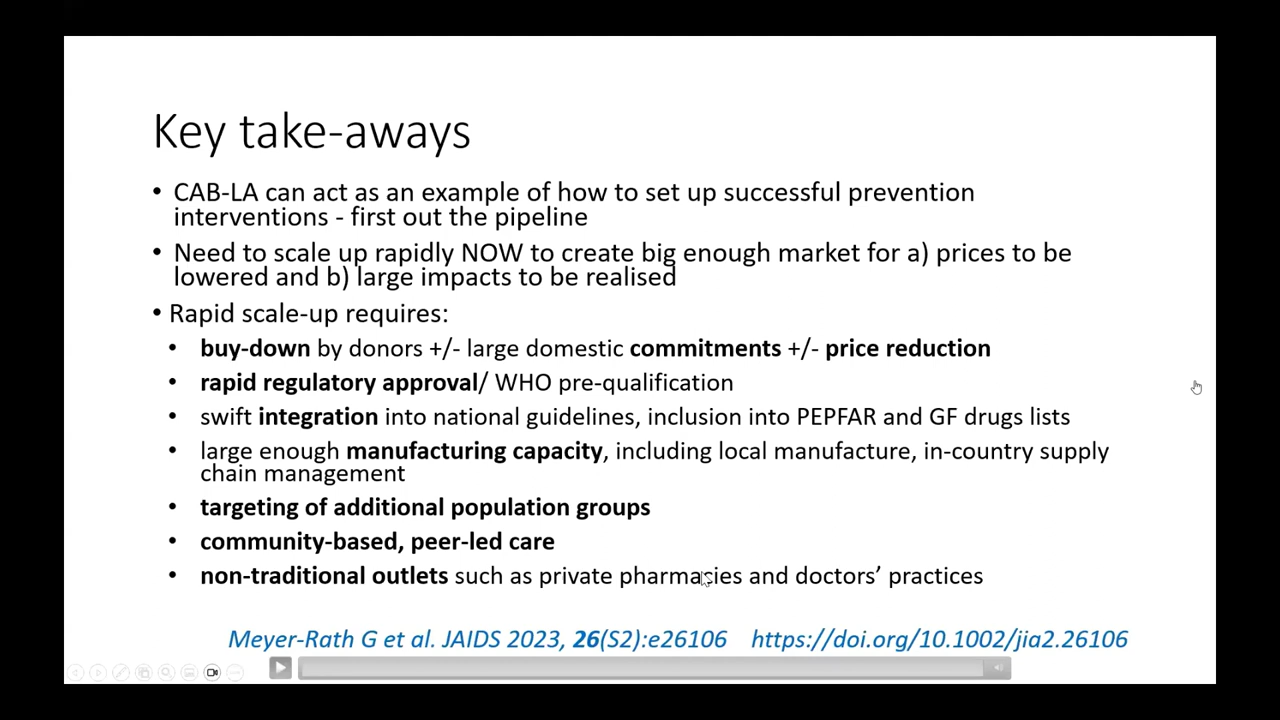 Key take-aways
• CAB-LA can act as an example of how to set up successful prevention
interventions - first out the pipeline
• Need to scale up rapidly NOW to create big enough market for a) prices to be
lowered and b) large impacts to be realised
• Rapid scale-up requires:
• buy-down by donors +/- large domestic commitments +/- price reduction
• rapid regulatory approval/ WHO pre-qualification
• swift integration into national guidelines, inclusion into PEPFAR and GF drugs lists
• large enough manufacturing capacity, including local manufacture, in-country supply
chain management
• targeting of additional population groups
• community-based, peer-led care
• non-traditional outlets such as private pharmacies and doctors’ practices
Meyer-Rath G et al. JAIDS 2023, 26(S2):e26106 https://doi.org/10.1002/jia2.26106